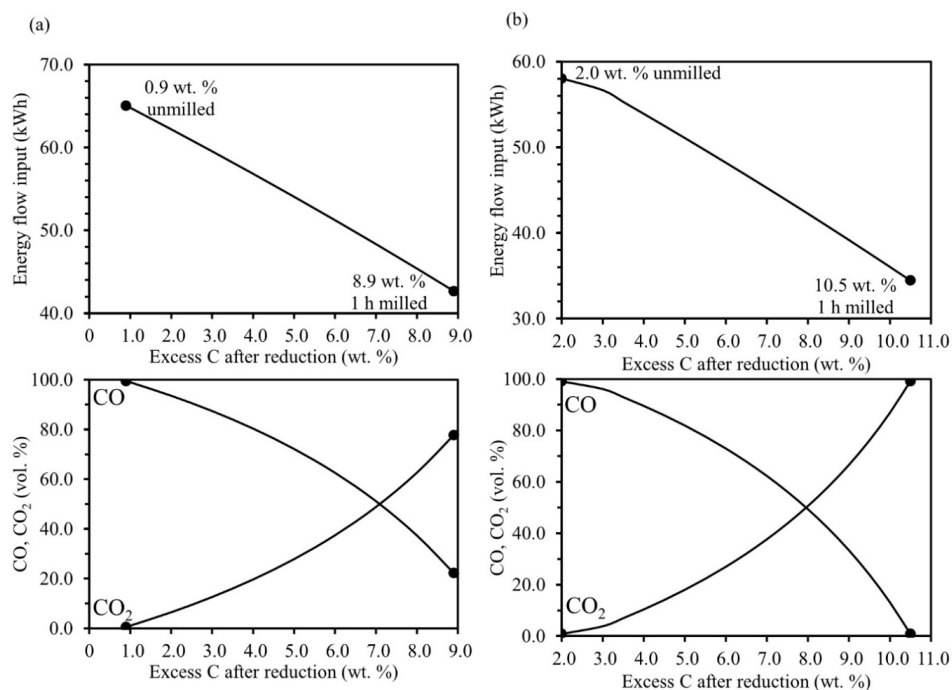 (a)
70.0
60.0
50.0
40.0
Energy flow input (kWh)
0.9 wt. %
unmilled
8.9 wt. %
1 h milled
0 1.0 2.0 3.0 4.0 5.0 6.0 7.0 8.0 9.0
Excess C after reduction (wt. %)
100.0
80.0
60.0
40.0
20.0
0.0
CO, CO2 (vol. %)
CO
CO2
0 1.0 2.0 3.0 4.0 5.0 6.0 7.0 8.0 9.0
Excess C after reduction (wt. %)
(b)
60.0
50.0
40.0
30.0
Energy flow input (kWh)
2.0 wt. % unmilled
10.5 wt. %
1 h milled
2.0 3.0 4.0 5.0 6.0 7.0 8.0 9.0 10.0 11.0
Excess C after reduction (wt. %)
100.0
80.0
60.0
40.0
20.0
0.0
CO, CO2 (vol. %)
CO
CO2
2.0 3.0 4.0 5.0 6.0 7.0 8.0 9.0 10.0 11.0
Excess C after reduction (wt. %)